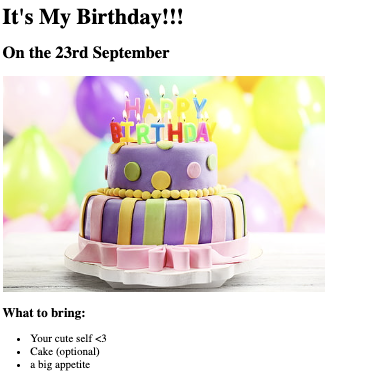 It's My Birthday!!!
On the 23rd September
HAPPY
BIRTHDAY
What to bring:
Your cute self <3
Cake (optional)
a big appetite